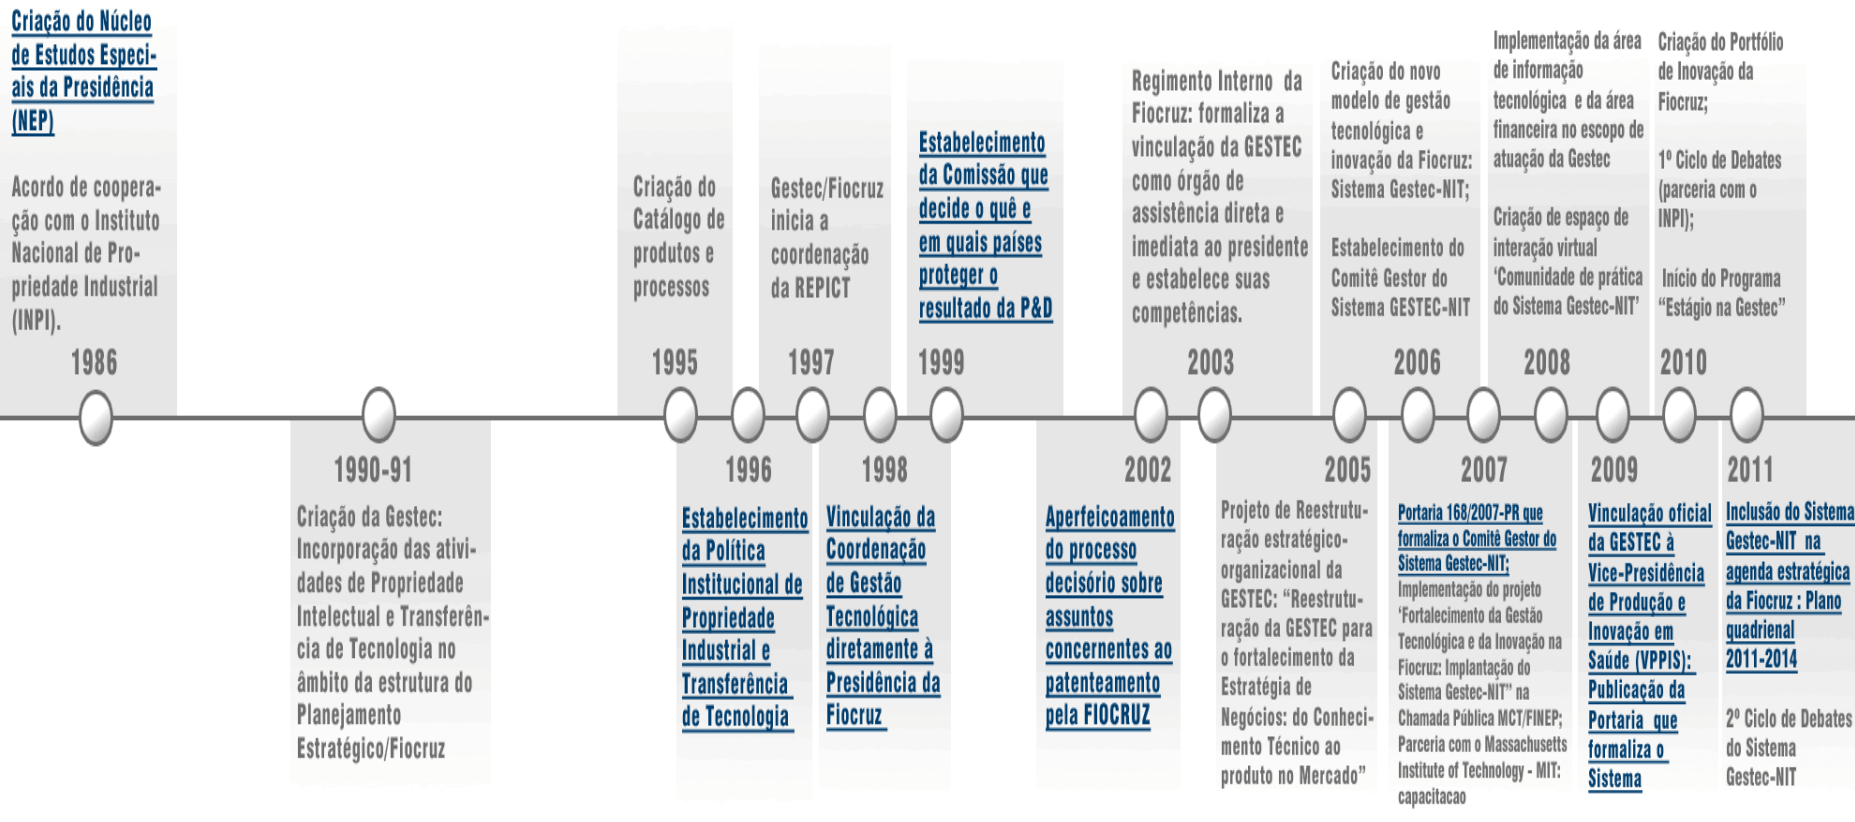 Criação do Núcleo
de Estudos Especi-
ais da Presidência
(NEP)
Acordo de coopera-
ção com o Instituto
Nacional de Pro-
priedade Industrial
(INPI).
1986
1990-91
Criação da Gestec:
Incorporação das ativi-
dades de Propriedade
Intelectual e Transferên-
cia de Tecnologia no
âmbito da estrutura do
Planejamento
Estratégico/Fiocruz
Criação do
Catálogo de
produtos e
processos
1995
1996
Estabelecimento
da Política
Institucional de
Propriedade
Industrial e
Transferência
de Tecnologia
Gestec/Fiocruz
inicia a
coordenação
da REPICT
1997
1998
Vinculação da
Coordenação
de Gestão
Tecnológica
diretamente à
Presidência da
Fiocruz
Estabelecimento
da Comissão que
decide o quê e
em quais países
proteger o
resultado da P&D
1999
2002
Aperfeicoamento
do processo
decisório sobre
assuntos
concernentes ao
patenteamento
pela FIOCRUZ
Regimento Interno da
Fiocruz: formaliza a
vinculação da GESTEC
como órgão de
assistência direta e
imediata ao presidente
e estabelece suas
competências.
2003
2005
Projeto de Reestrutu-
ração estratégico-
organizacional da
GESTEC: “Reestrutu-
ração da GESTEC para
o fortalecimento da
Estratégia de
Negócios: do Conheci-
mento Técnico ao
produto no Mercado”
Criação do novo
modelo de gestão
tecnológica e
inovação da Fiocruz:
Sistema Gestec-NIT;
Estabelecimento do
Comitê Gestor do
Sistema GESTEC-NIT
2006
2007
Portaria 168/2007-PR que
formaliza o Comitê Gestor do
Sistema Gestec-NIT;
Implementação do projeto
‘Fortalecimento da Gestão
Tecnológica e da Inovação na
Fiocruz: Implantação do
Sistema Gestec-NIT” na
Chamada Pública MCT/FINEP;
Parceria com o Massachusetts
Institute of Technology - MIT:
capacitacao
Implementação da área
de informação
tecnológica e da área
financeira no escopo de
atuação da Gestec
Criação de espaço de
interação virtual
‘Comunidade de prática
do Sistema Gestec-NIT’
2008
2009
Vinculação oficial
da GESTEC à
Vice-Presidência
de Produção e
Inovação em
Saúde (VPPIS):
Publicação da
Portaria que
formaliza o
Sistema
Criação do Portfólio
de Inovação da
Fiocruz;
1º Ciclo de Debates
(parceria com o
INPI);
Início do Programa
“Estágio na Gestec”
2010
2011
Inclusão do Sistema
Gestec-NIT na
agenda estratégica
da Fiocruz : Plano
quadrienal
2011-2014
2º Ciclo de Debates
do Sistema
Gestec-NIT